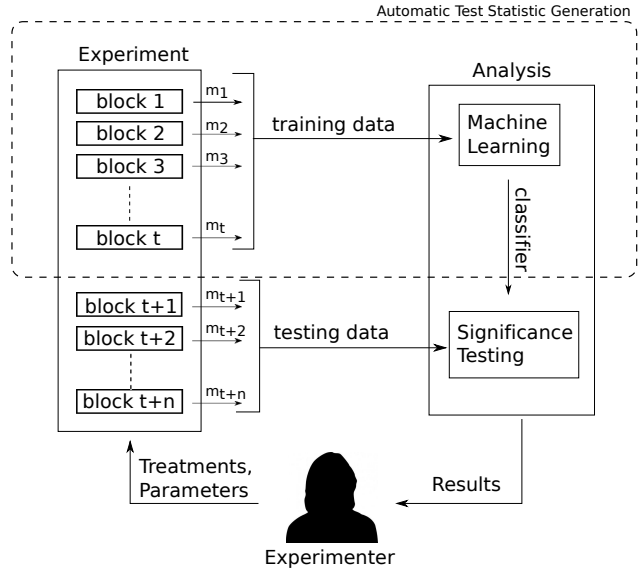 Automatic Test Statistic Generation
Experiment
Analysis
block 1
m1
block 2
m2
block 3
m3
block t
mt
training data
Machine
Learning
classifier
block t+1
mt+1
block t+2
mt+2
block t+n
mt+n
testing data
Significance
Testing
Treatments,
Parameters
Results
Experimenter